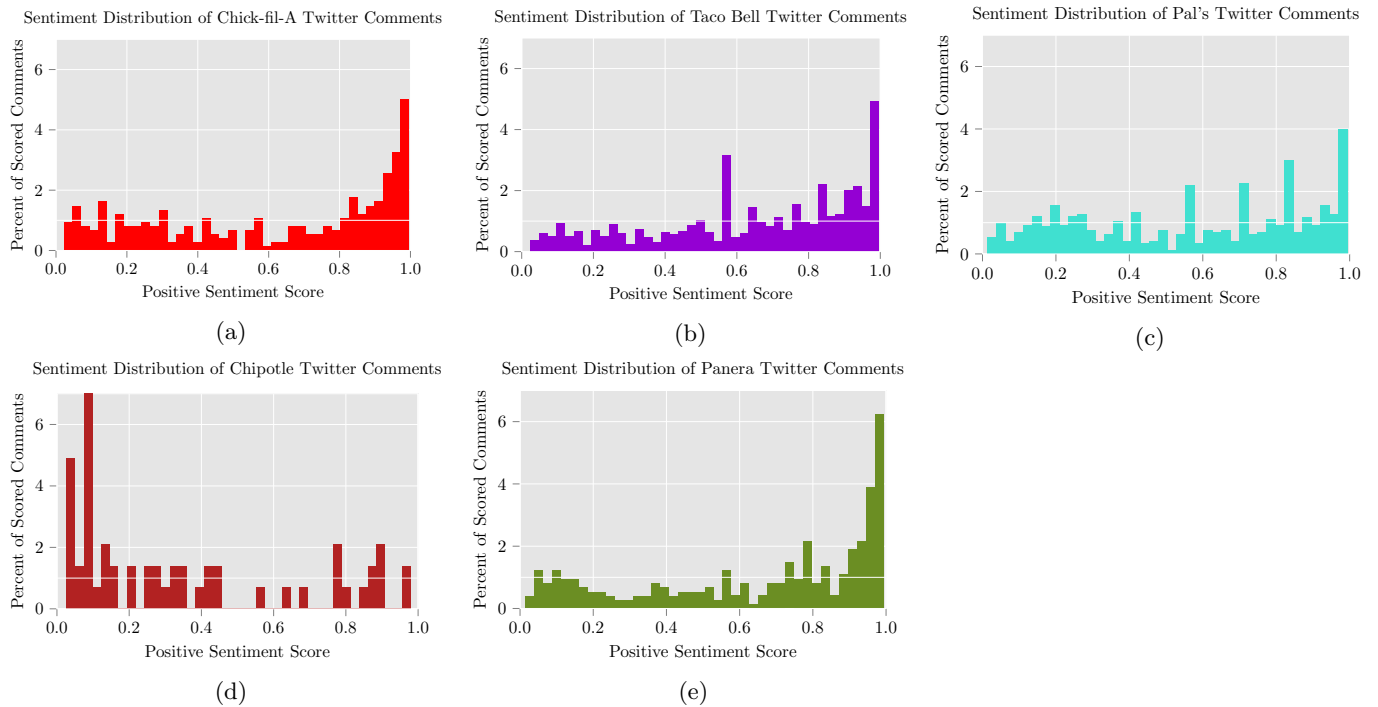 Sentiment Distribution of Chick-fil-A Twitter Comments
Percent of Scored Comments
6
4
2
0
0.0 0.2 0.4 0.6 0.8 1.0
Positive Sentiment Score
(a)
Sentiment Distribution of Taco Bell Twitter Comments
Percent of Scored Comments
6
4
2
0
0.0 0.2 0.4 0.6 0.8 1.0
Positive Sentiment Score
(b)
Sentiment Distribution of Pal's Twitter Comments
Percent of Scored Comments
6
4
2
0
0.0 0.2 0.4 0.6 0.8 1.0
Positive Sentiment Score
(c)
Sentiment Distribution of Chipotle Twitter Comments
Percent of Scored Comments
6
4
2
0
0.0 0.2 0.4 0.6 0.8 1.0
Positive Sentiment Score
(d)
Sentiment Distribution of Panera Twitter Comments
Percent of Scored Comments
6
4
2
0
0.0 0.2 0.4 0.6 0.8 1.0
Positive Sentiment Score
(e)